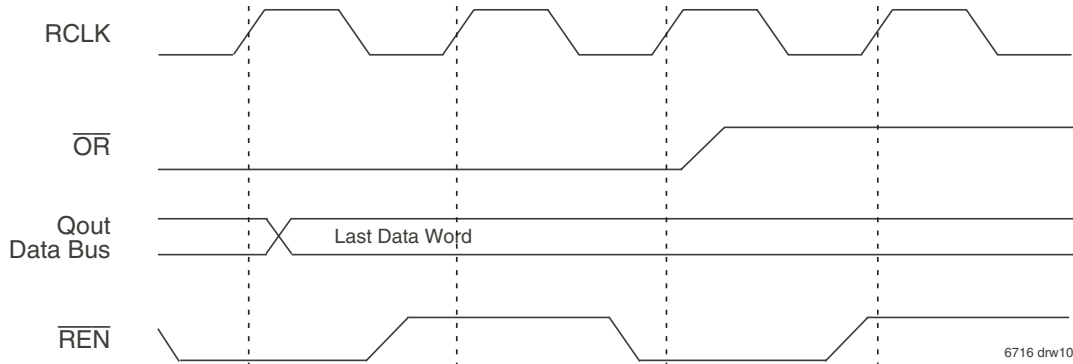 RCLK
OR
Qout
Data Bus
Last Data Word
REN
6716 drw10